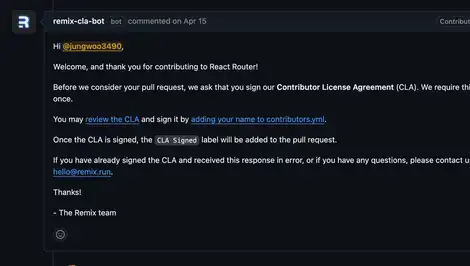 remix-cla-bot bot commented on Apr 15 Contribut
Hi @jungwoo3490,
Welcome, and thank you for contributing to React Router!
Before we consider your pull request, we ask that you sign our Contributor License Agreement (CLA). We require thi
once.
You may review the CLA and sign it by adding your name to contributors.yml.
Once the CLA is signed, the CLA Signed label will be added to the pull request.
If you have already signed the CLA and received this response in error, or if you have any questions, please contact us
hello@remix.run.
Thanks!
- The Remix team